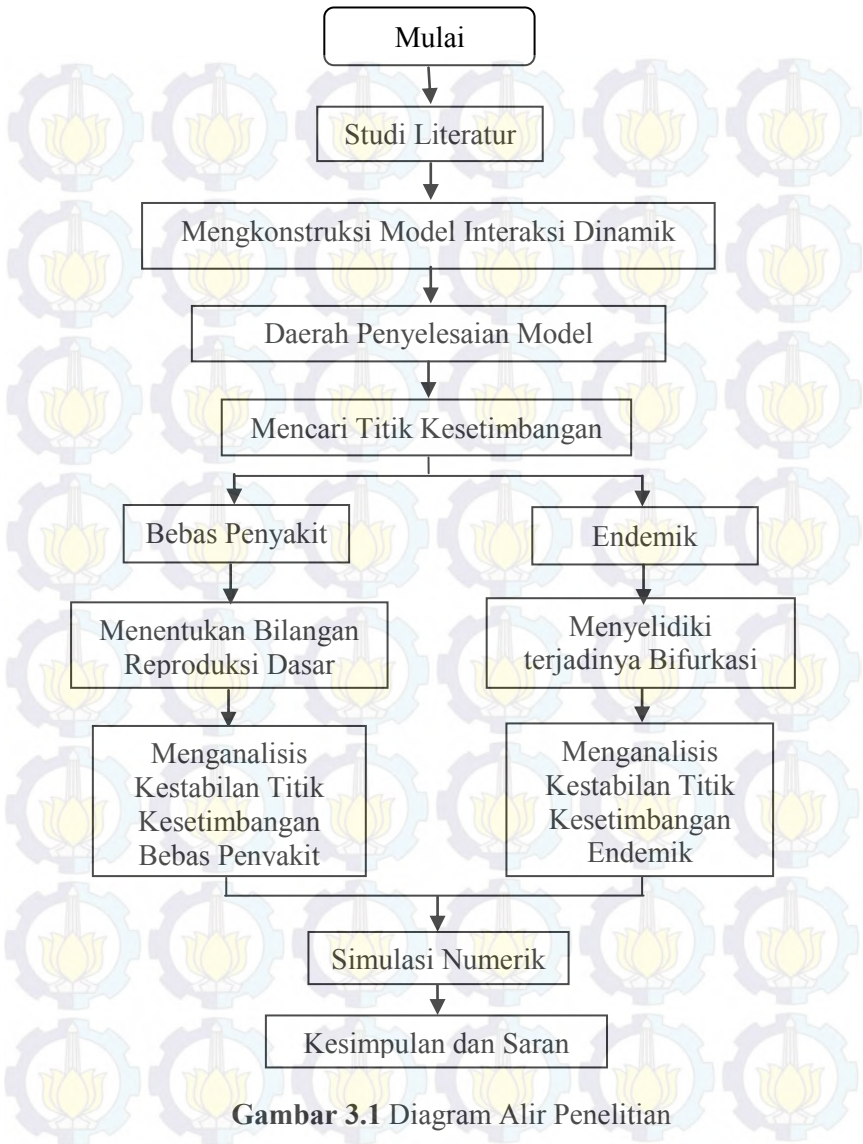 Mulai
Studi Literatur
Mengkonstruksi Model Interaksi Dinamik
Daerah Penyelesaian Model
Mencari Titik Kesetimbangan
Bebas Penyakit
Endemik
Menentukan Bilangan
Reproduksi Dasar
Menyelidiki
terjadinya Bifurkasi
Menganalisis
Kestabilan Titik
Kesetimbangan
Bebas Penyakit
Menganalisis
Kestabilan Titik
Kesetimbangan
Endemik
Simulasi Numerik
Kesimpulan dan Saran
Gambar 3.1 Diagram Alir Penelitian